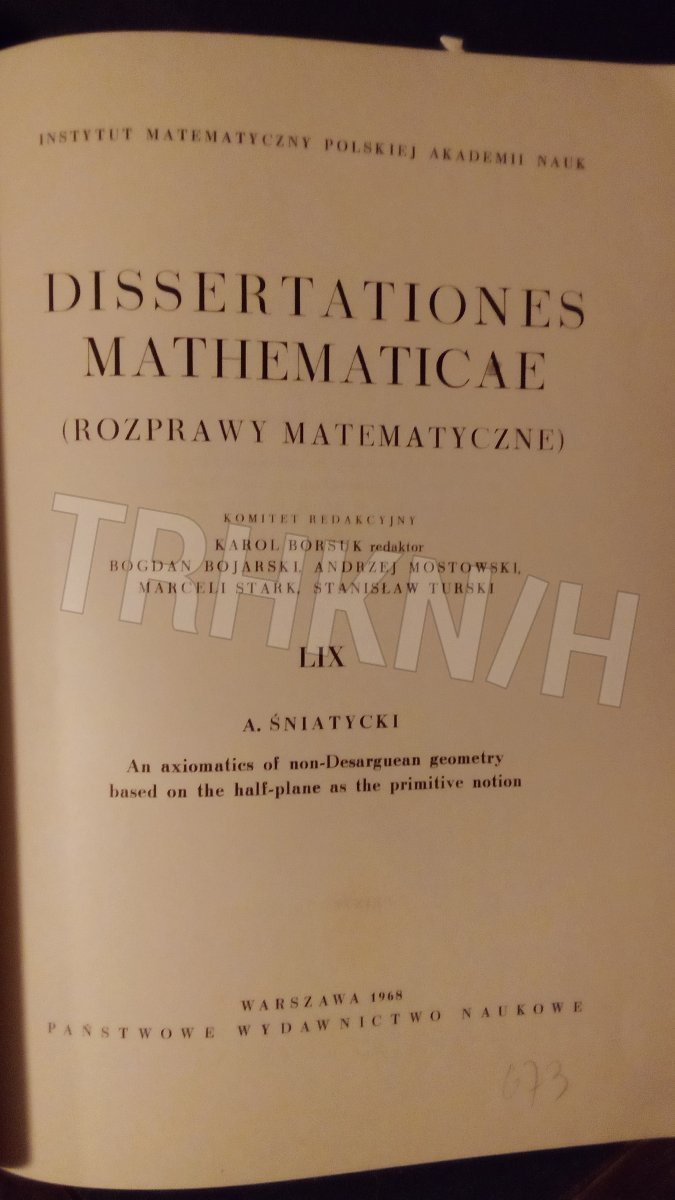 INSTYTUT MATEMATYCZNY POLSKIEJ AKADEMII NAUK
DISSERTATIONES
MATHEMATICAE
(ROZPRAWY MATEMATYCZNE)
KOMITET REDAKCYJNY
KAROL BORSUK redaktor
BOGDAN BOJARSKI, ANDRZEJ MOSTOWSKI,
MARCELI STARK, STANISŁAW TURSKI
TRHKN/H
LIX
A. ŚNIATYCKI
An axiomatics of non-Desarguean geometry
based on the half-plane as the primitive notion
WARSZAWA 1968
PAŃSTWOWE WYDAWNICTWO NAUKOWE
673